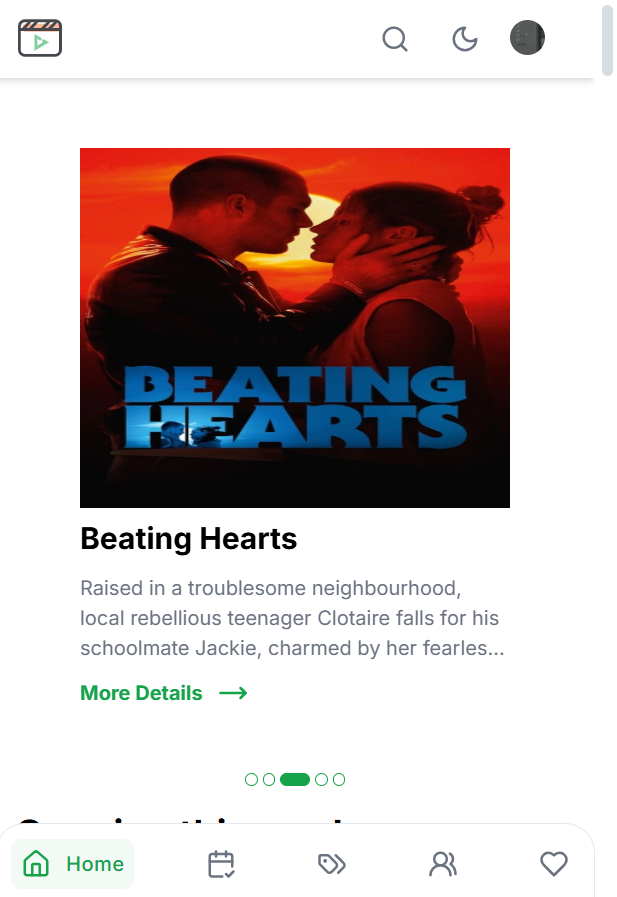 BEATING
HEARTS
Beating Hearts
Raised in a troublesome neighbourhood,
local rebellious teenager Clotaire falls for his
schoolmate Jackie, charmed by her fearles...
More Details
Home